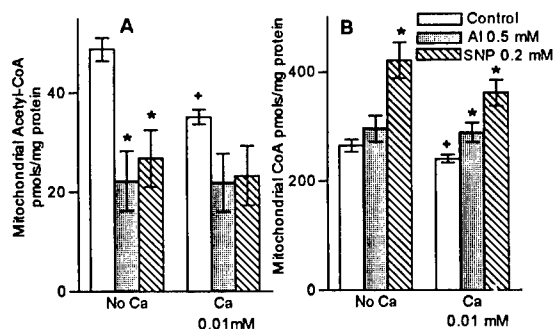 A
Mitochondrial Acetyl-CoA
pmols/mg protein
40
20
0
+
*
*
No Ca
Ca
0.01mM
B
Control
Al 0.5 mM
SNP 0.2 mM
Mitochondrial CoA pmols/mg protein
400
200
0
*
+
*
*
No Ca
Ca
0.01 mM